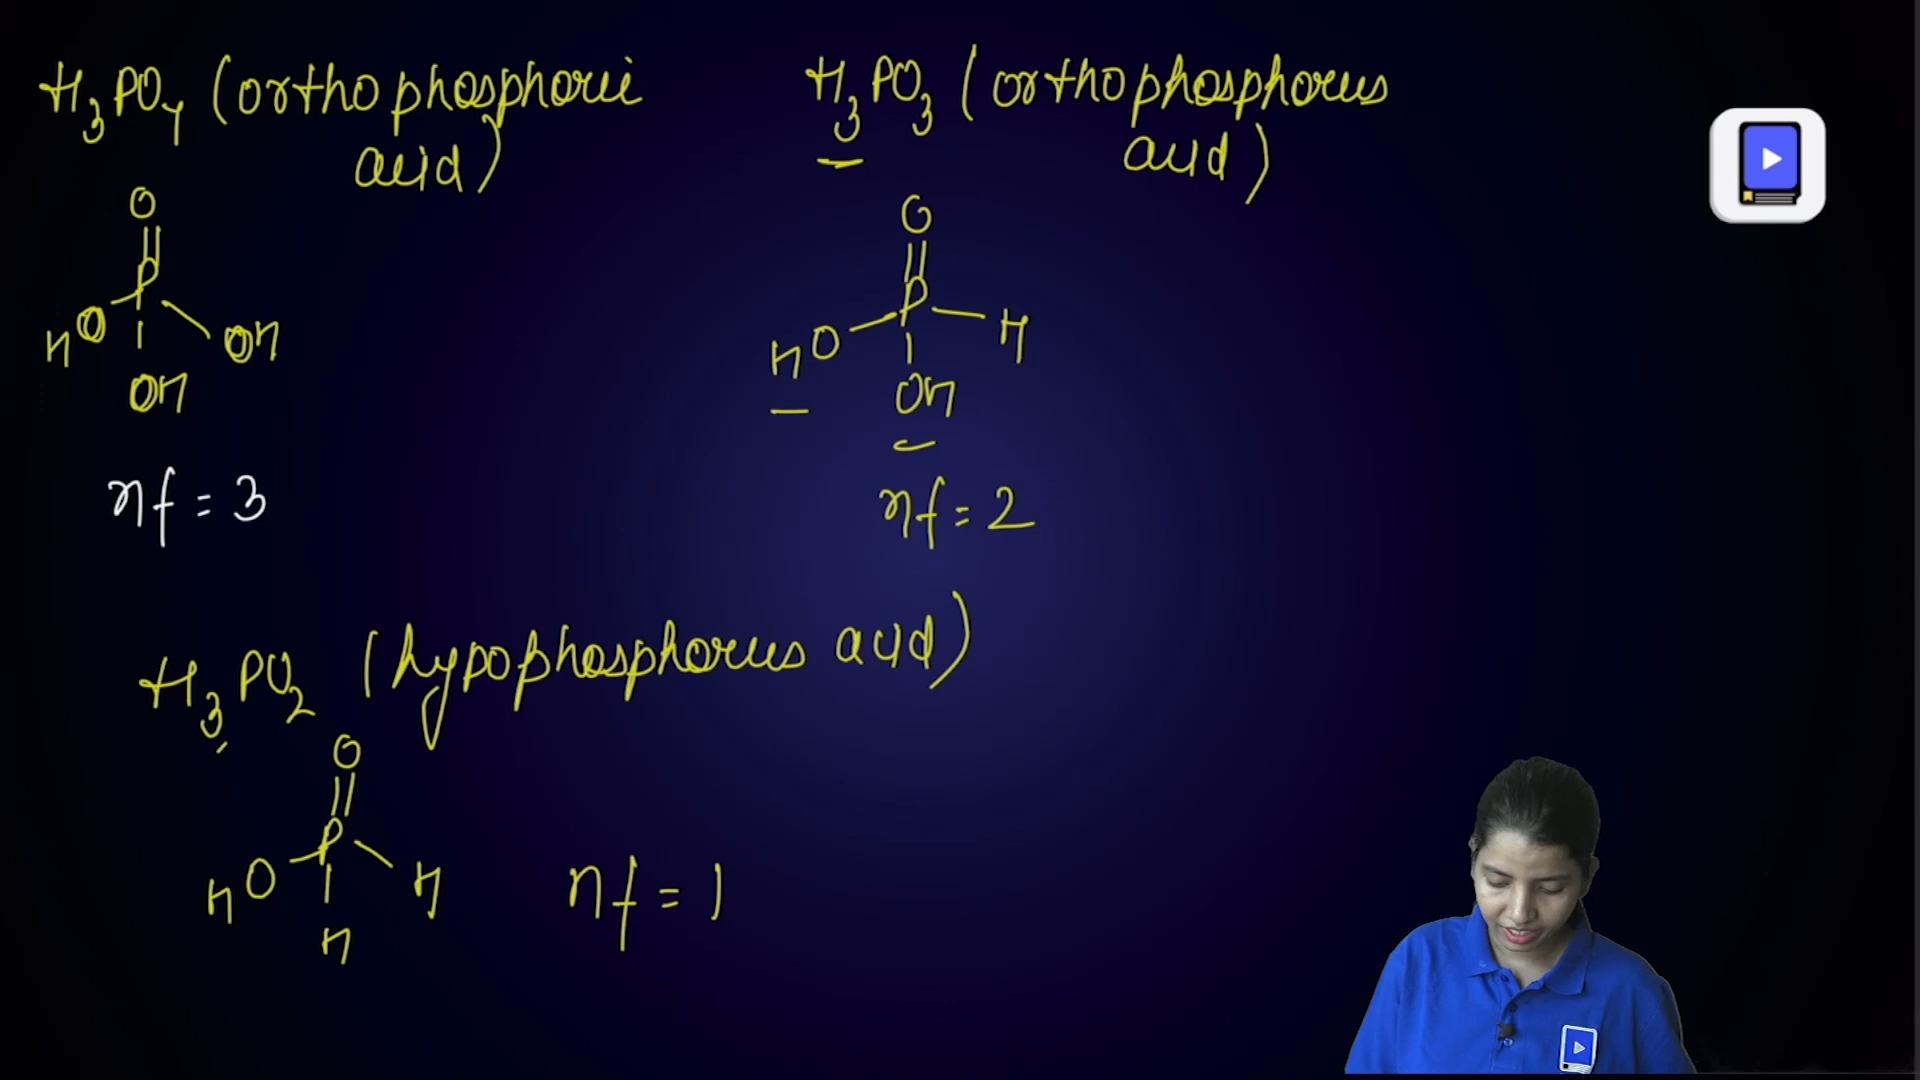 H3PO4 (orthophosphoric
acid)
O
P
HO OH
OH
nf = 3
H3PO3 (orthophosphorus
acid)
O
P
HO H
OH
nf = 2
H3PO2 (hypophosphorus acid)
O
P
HO H
H
nf = 1